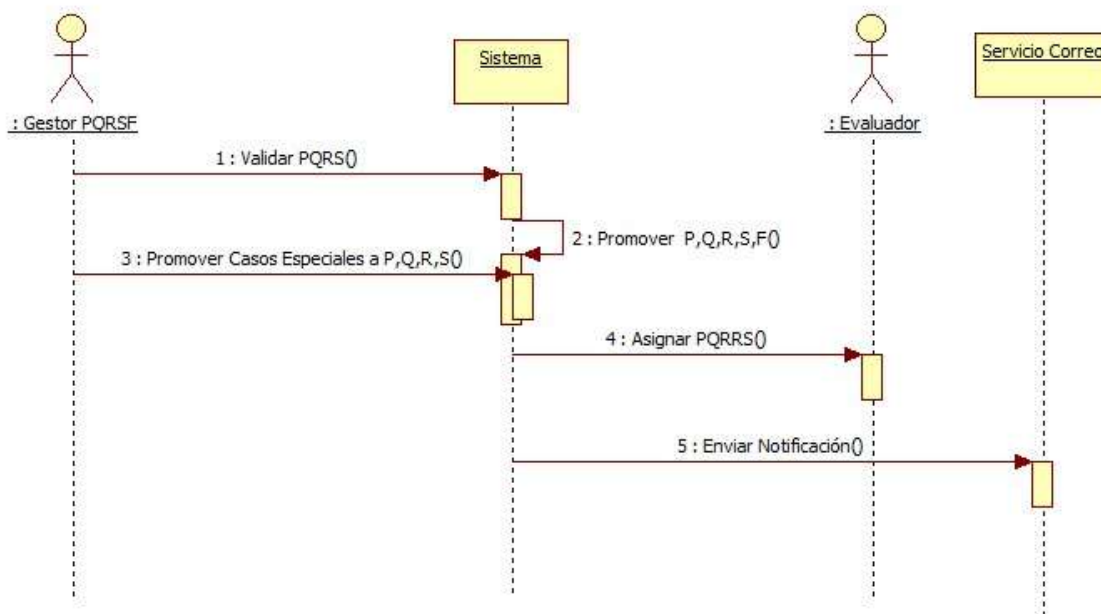 Sistema
Servicio Correo
: Gestor PQRSF
: Evaluador
1 : Validar PQRS()
2 : Promover P,Q,R,S,F()
3 : Promover Casos Especiales a P,Q,R,S()
4 : Asignar PQRRS()
5 : Enviar Notificación()